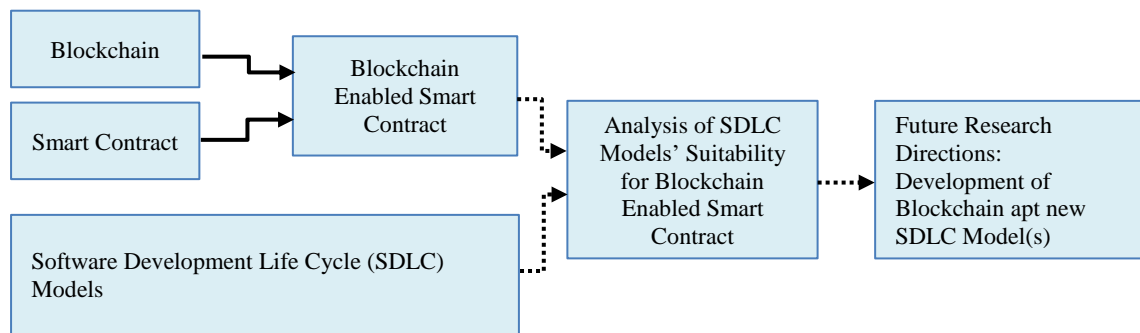 Blockchain
Smart Contract
Blockchain
Enabled Smart
Contract
Software Development Life Cycle (SDLC)
Models
Analysis of SDLC
Models’ Suitability
for Blockchain
Enabled Smart
Contract
Future Research
Directions:
Development of
Blockchain apt new
SDLC Model(s)